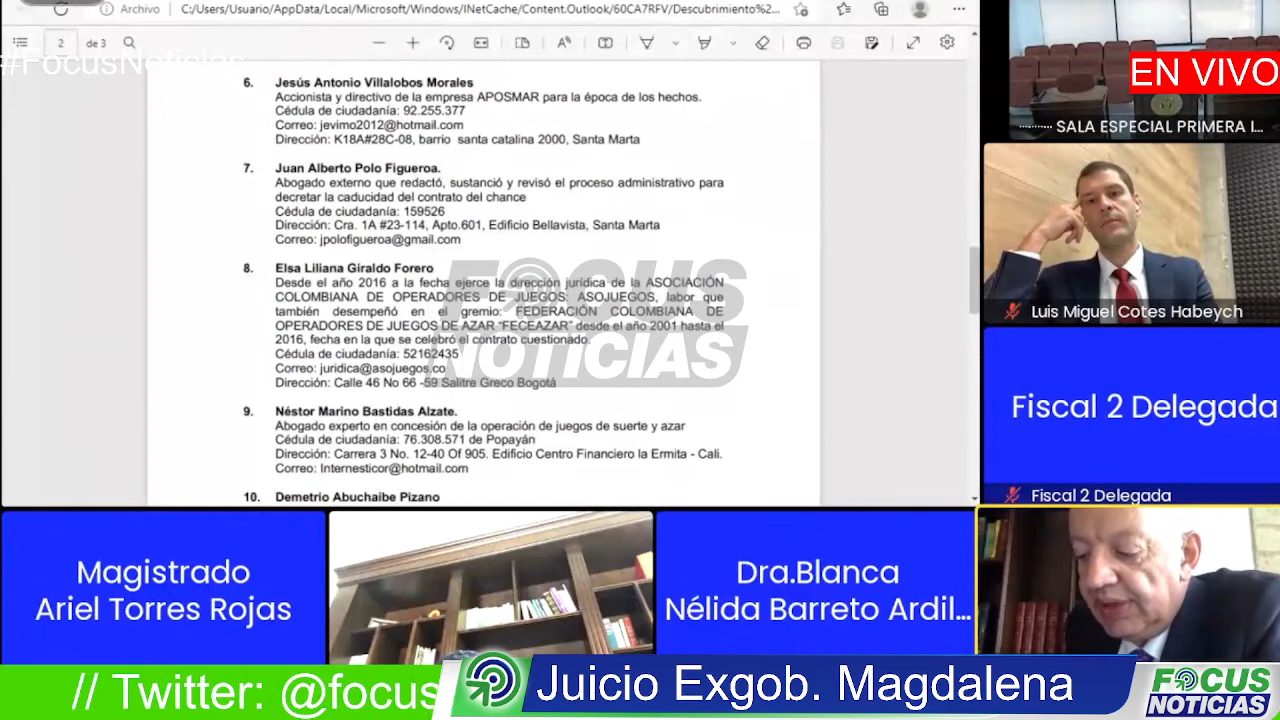 Archivo
C:/Users/Usuario/AppData/Local/Microsoft/Windows/INetCache/Content.Outlook/60CA7RFV/Descubrimiento%2...
2 de 3
#FocusNoticias
EN VIVO
6. Jesús Antonio Villalobos Morales
Accionista y directivo de la empresa APOSMAR para la época de los hechos.
Cédula de ciudadanía: 92.255.377
Correo: jevimo2012@hotmail.com
Dirección: K18A#28C-08, barrio santa catalina 2000, Santa Marta
7. Juan Alberto Polo Figueroa.
Abogado externo que redactó, sustanció y revisó el proceso administrativo para
decretar la caducidad del contrato del chance
Cédula de ciudadanía: 159526
Dirección: Cra. 1A #23-114, Apto.601, Edificio Bellavista, Santa Marta
Correo: jpolofigueroa@gmail.com
8. Elsa Liliana Giraldo Forero
Desde el año 2016 a la fecha ejerce la dirección jurídica de la ASOCIACIÓN
COLOMBIANA DE OPERADORES DE JUEGOS ASOJUEGOS, labor que
también desempeñó en el gremio: FEDERACIÓN COLOMBIANA DE
OPERADORES DE JUEGOS DE AZAR "FECEAZAR" desde el año 2001 hasta el
2016, fecha en la que se celebró el contrato cuestionado.
Cédula de ciudadanía: 52162435
Correo: juridica@asojuegos.co
Dirección: Calle 46 No 66 -59 Salitre Greco Bogotá
9. Néstor Marino Bastidas Alzate.
Abogado experto en concesión de la operación de juegos de suerte y azar
Cédula de ciudadanía: 76.308.571 de Popayán
Dirección: Carrera 3 No. 12-40 Of 905. Edificio Centro Financiero la Ermita - Cali.
Correo: Internesticor@hotmail.com
10. Demetrio Abuchaibe Pizano
FOCUS
NOTICIAS
SALA ESPECIAL PRIMERA I...
Luis Miguel Cotes Habeych
Fiscal 2 Delegada
Fiscal 2 Delegada
Magistrado
Ariel Torres Rojas
Dra.Blanca
Nélida Barreto Ardil...
// Twitter: @focus
Juicio Exgob. Magdalena
FOCUS
NOTICIAS